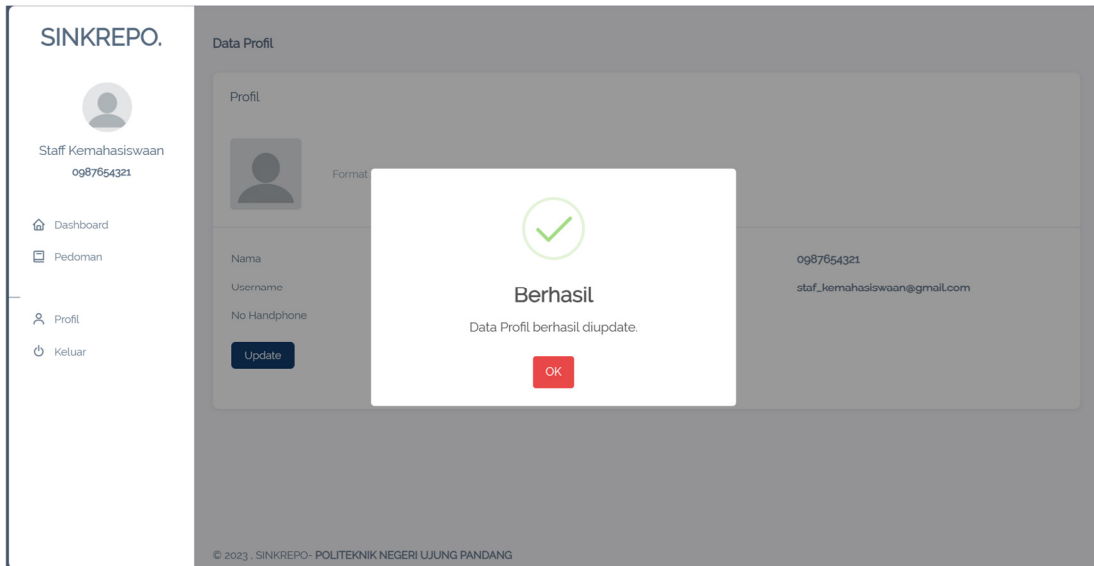 SINKREPO.
Staff Kemahasiswaan
0987654321
Dashboard
Pedoman
Profil
Keluar
Data Profil
Profil
Format
Nama
0987654321
Username
staf_kemahasiswaan@gmail.com
No Handphone
Update
Berhasil
Data Profil berhasil diupdate.
OK
© 2023 , SINKREPO- POLITEKNIK NEGERI UJUNG PANDANG